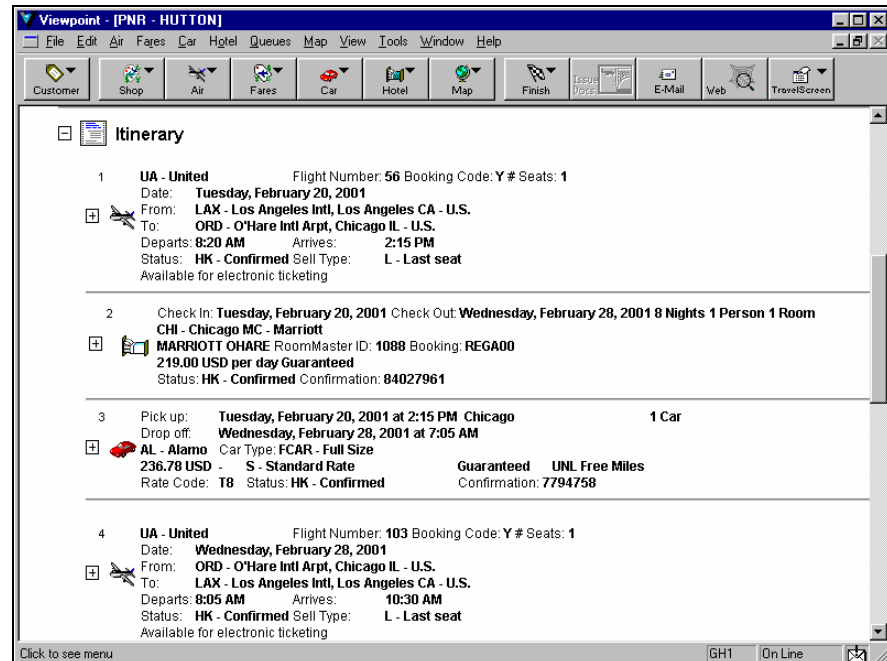 Viewpoint - [PNR - HUTTON]
File Edit Air Fares Car Hotel Queues Map View Tools Window Help
Customer Shop Air Fares Car Hotel Map Finish Issue Docs E-Mail Web TravelScreen
Itinerary
1 UA - United Flight Number: 56 Booking Code: Y # Seats: 1
Date: Tuesday, February 20, 2001
From: LAX - Los Angeles Intl, Los Angeles CA - U.S.
To: ORD - O'Hare Intl Arpt, Chicago IL - U.S.
Departs: 8:20 AM Arrives: 2:15 PM
Status: HK - Confirmed Sell Type: L - Last seat
Available for electronic ticketing
2 Check In: Tuesday, February 20, 2001 Check Out: Wednesday, February 28, 2001 8 Nights 1 Person 1 Room
CHI - Chicago MC - Marriott
MARRIOTT OHARE RoomMaster ID: 1088 Booking: REGA00
219.00 USD per day Guaranteed
Status: HK - Confirmed Confirmation: 84027961
3 Pick up: Tuesday, February 20, 2001 at 2:15 PM Chicago 1 Car
Drop off: Wednesday, February 28, 2001 at 7:05 AM
AL - Alamo Car Type: FCAR - Full Size
236.78 USD - S - Standard Rate Guaranteed UNL Free Miles
Rate Code: T8 Status: HK - Confirmed Confirmation: 7794758
4 UA - United Flight Number: 103 Booking Code: Y # Seats: 1
Date: Wednesday, February 28, 2001
From: ORD - O'Hare Intl Arpt, Chicago IL - U.S.
To: LAX - Los Angeles Intl, Los Angeles CA - U.S.
Departs: 8:05 AM Arrives: 10:30 AM
Status: HK - Confirmed Sell Type: L - Last seat
Available for electronic ticketing
Click to see menu GH1 On Line